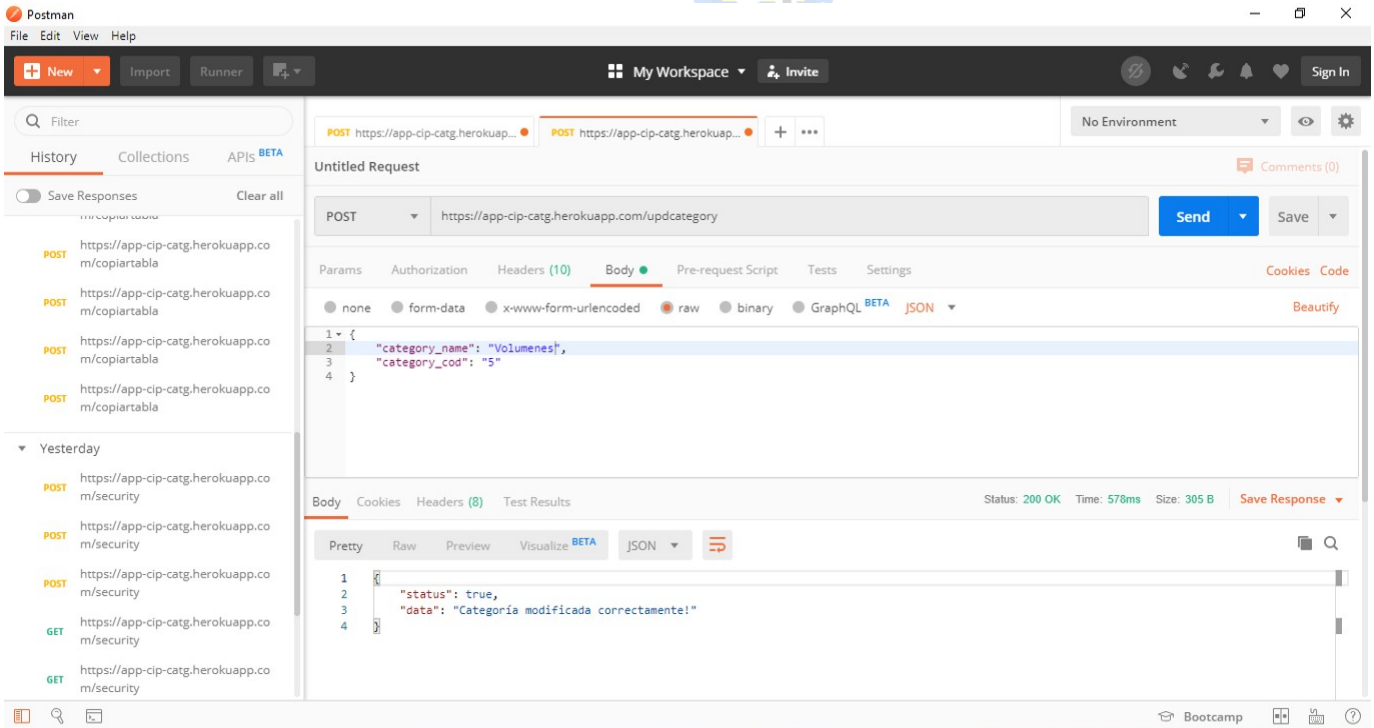 Postman
File Edit View Help
New Import Runner My Workspace Invite Sign In
Filter
History Collections APIs BETA
Save Responses Clear all
m/copiartabla
POST https://app-cip-catg.herokuapp.co
m/copiartabla
POST https://app-cip-catg.herokuapp.co
m/copiartabla
POST https://app-cip-catg.herokuapp.co
m/copiartabla
POST https://app-cip-catg.herokuapp.co
m/copiartabla
Yesterday
POST https://app-cip-catg.herokuapp.co
m/security
POST https://app-cip-catg.herokuapp.co
m/security
POST https://app-cip-catg.herokuapp.co
m/security
GET https://app-cip-catg.herokuapp.co
m/security
GET https://app-cip-catg.herokuapp.co
m/security
POST https://app-cip-catg.herokuap... POST https://app-cip-catg.herokuap... + ••• No Environment
Untitled Request Comments (0)
POST https://app-cip-catg.herokuapp.com/updcategory Send Save
Params Authorization Headers (10) Body Pre-request Script Tests Settings Cookies Code
none form-data x-www-form-urlencoded raw binary GraphQL BETA JSON Beautify
1 {
2 "category_name": "Volumenes",
3 "category_cod": "5"
4 }
Body Cookies Headers (8) Test Results Status: 200 OK Time: 578ms Size: 305 B Save Response
Pretty Raw Preview Visualize BETA JSON
1 {
2 "status": true,
3 "data": "Categoría modificada correctamente!"
4 }
Bootcamp